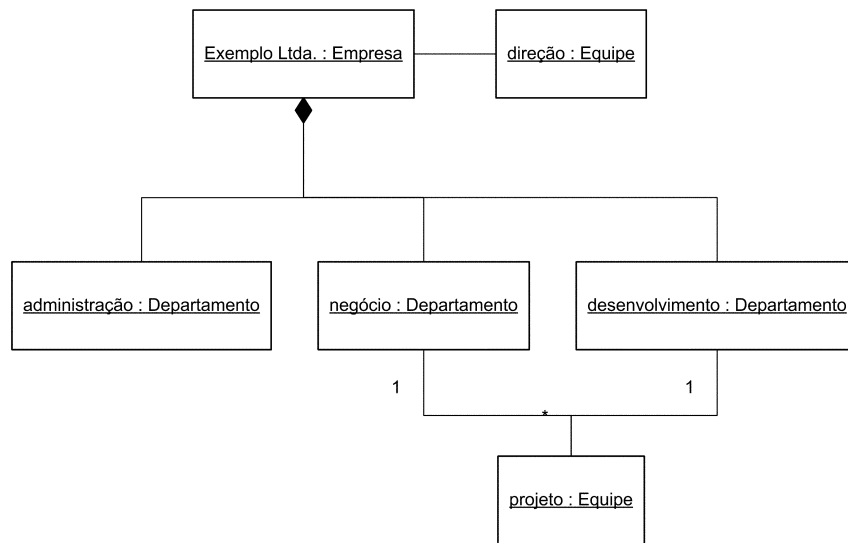 Exemplo Ltda. : Empresa
direção : Equipe
administração : Departamento
negócio : Departamento
desenvolvimento : Departamento
1
1
*
projeto : Equipe